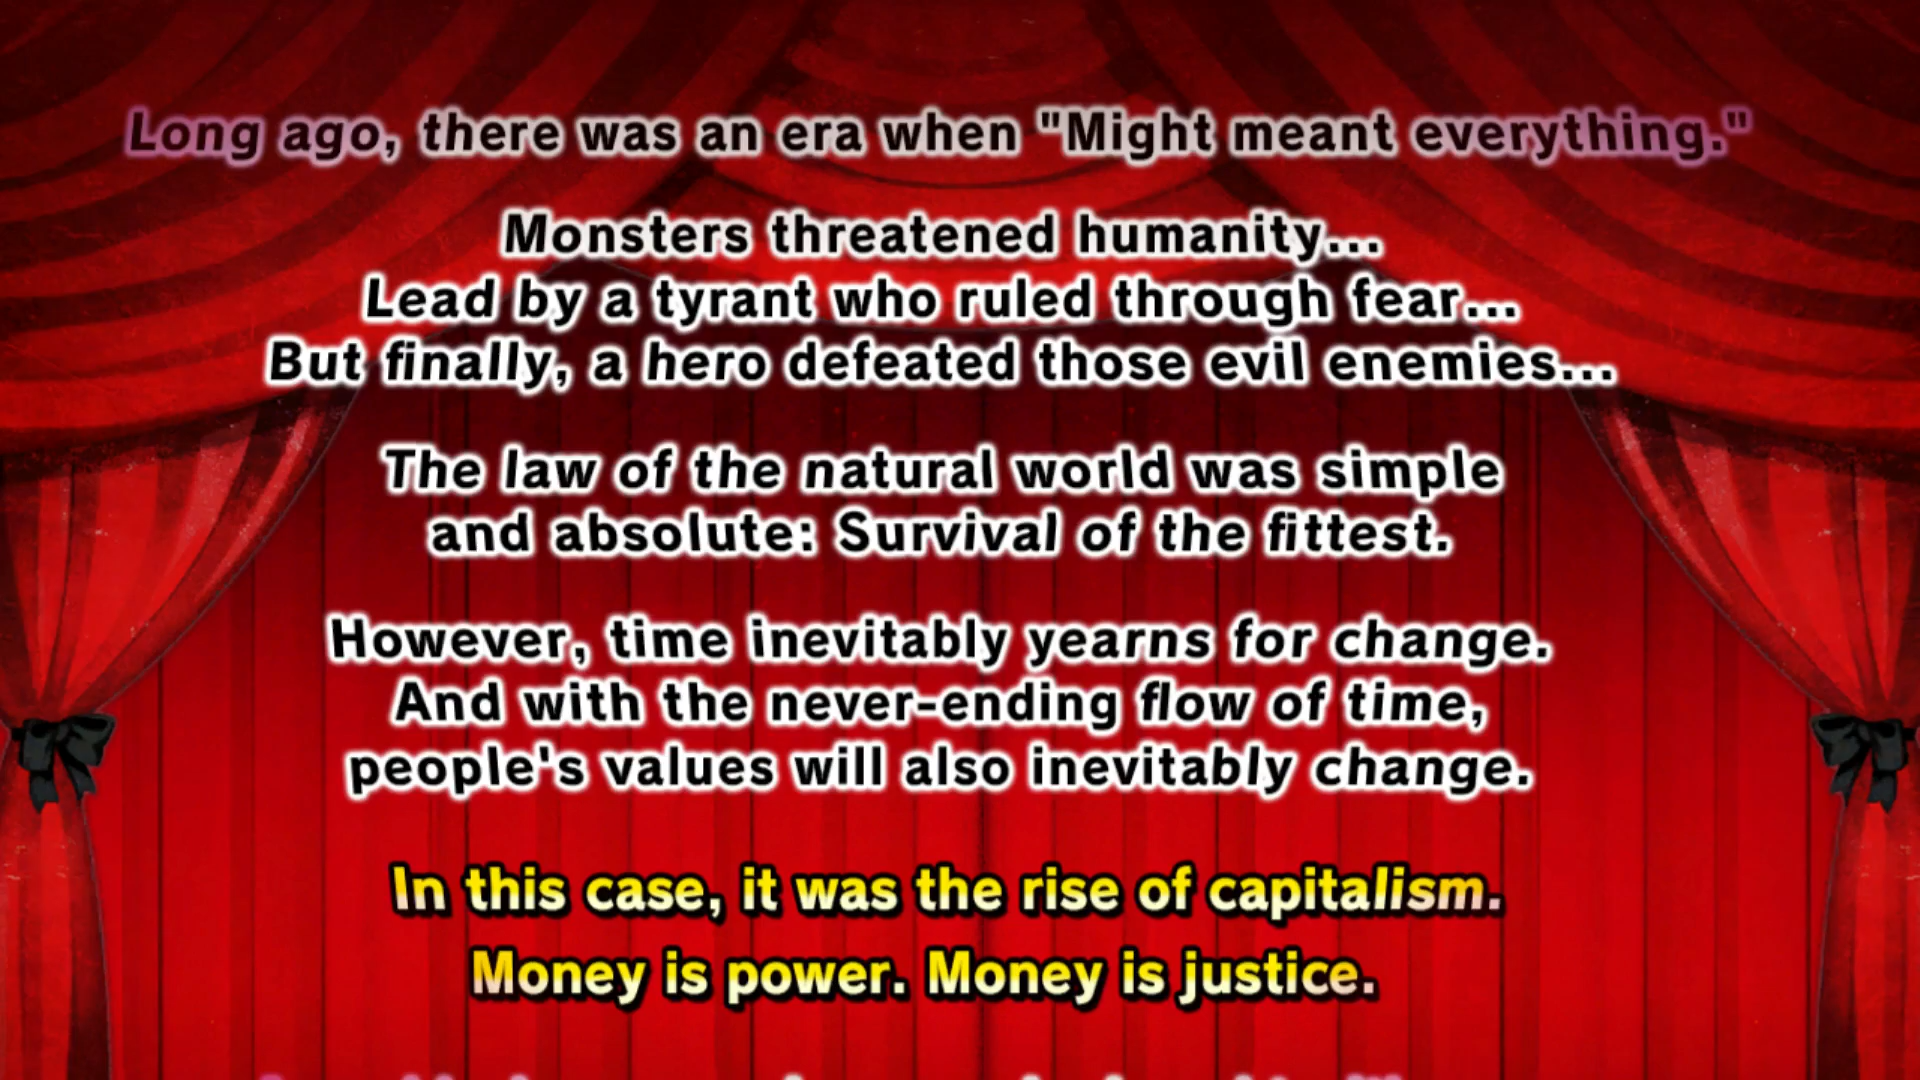 Long ago, there was an era when "Might meant everything."
Monsters threatened humanity...
Lead by a tyrant who ruled through fear...
But finally, a hero defeated those evil enemies...
The law of the natural world was simple
and absolute: Survival of the fittest.
However, time inevitably yearns for change.
And with the never-ending flow of time,
people's values will also inevitably change.
In this case, it was the rise of capitalism.
Money is power. Money is justice.